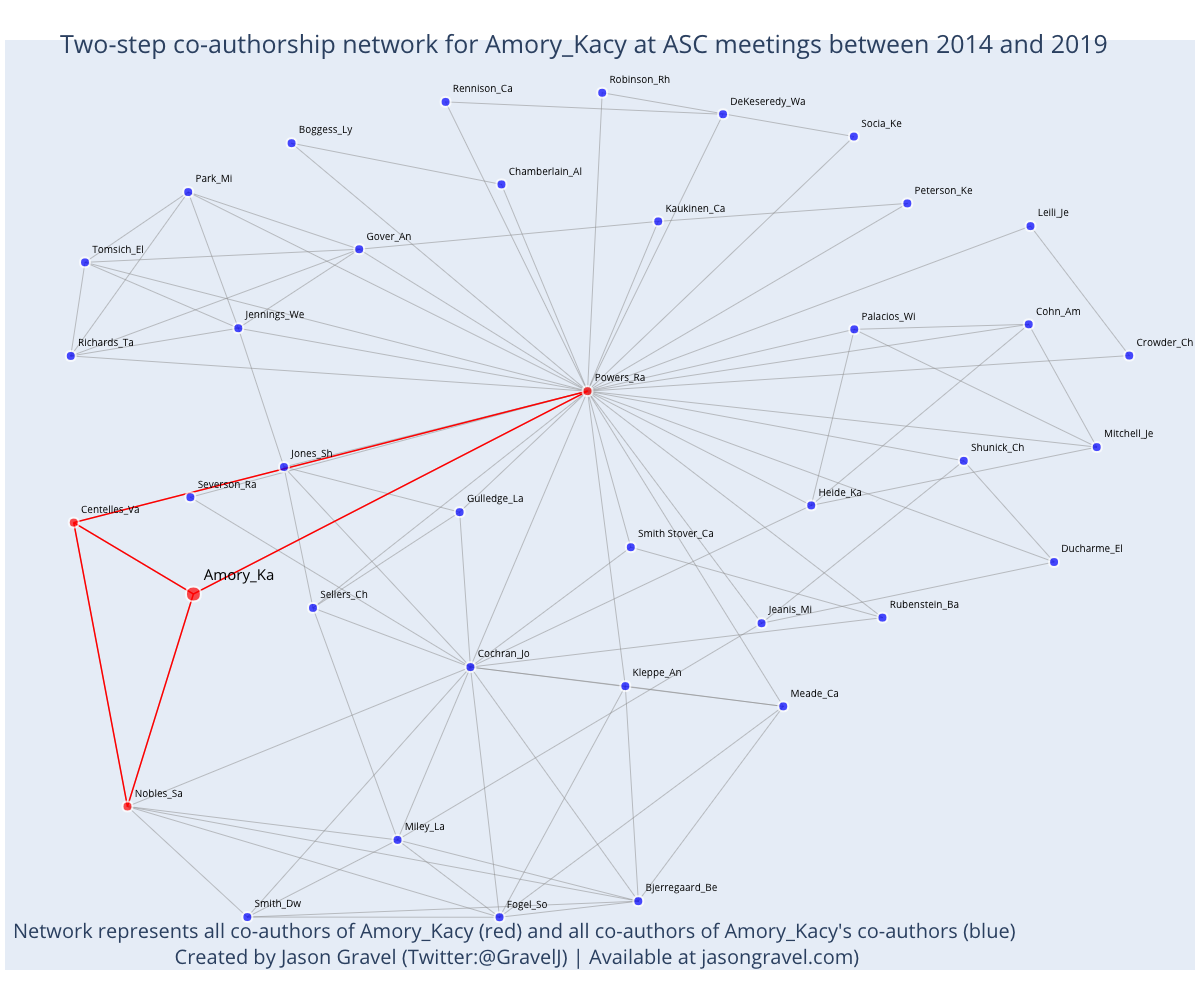 Two-step co-authorship network for Amory_Kacy at ASC meetings between 2014 and 2019
Robinson_Rh
Rennison_Ca
DeKeseredy_Wa
Socia_Ke
Boggess_Ly
Chamberlain_Al
Park_Mi
Peterson_Ke
Kaukinen_Ca
Leili_Je
Gover_An
Tomsich_El
Jennings_We
Palacios_Wi
Cohn_Am
Richards_Ta
Crowder_Ch
Powers_Ra
Mitchell_Je
Shunick_Ch
Jones_Sh
Severson_Ra
Heide_Ka
Gulledge_La
Centelles_Va
Smith Stover_Ca
Ducharme_El
Amory_Ka
Sellers_Ch
Rubenstein_Ba
Jeanis_Mi
Cochran_Jo
Kleppe_An
Meade_Ca
Nobles_Sa
Miley_La
Bjerregaard_Be
Smith_Dw
Fogel_So
Network represents all co-authors of Amory_Kacy (red) and all co-authors of Amory_Kacy's co-authors (blue)
Created by Jason Gravel (Twitter:@GravelJ) | Available at jasongravel.com)